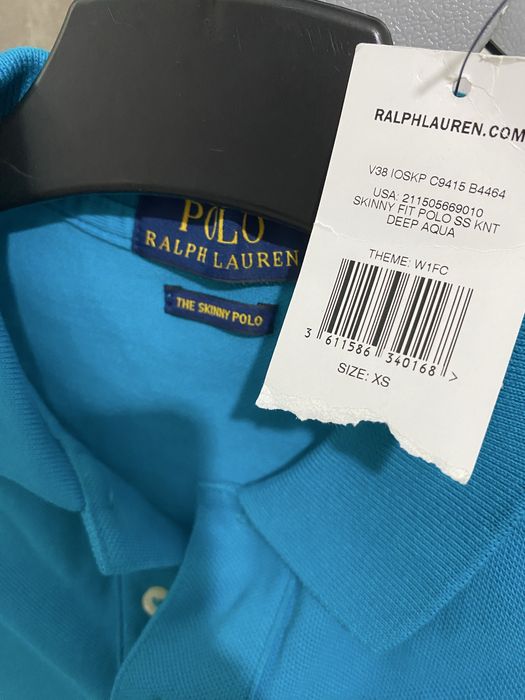 RALPHLAUREN.COM
V38 IOSKP C9415 B4464
USA: 211505669010
SKINNY FIT POLO SS KNT
DEEP AQUA
THEME: W1FC
3 611586 340168 >
SIZE: XS
POLO
RALPH LAUREN
THE SKINNY POLO